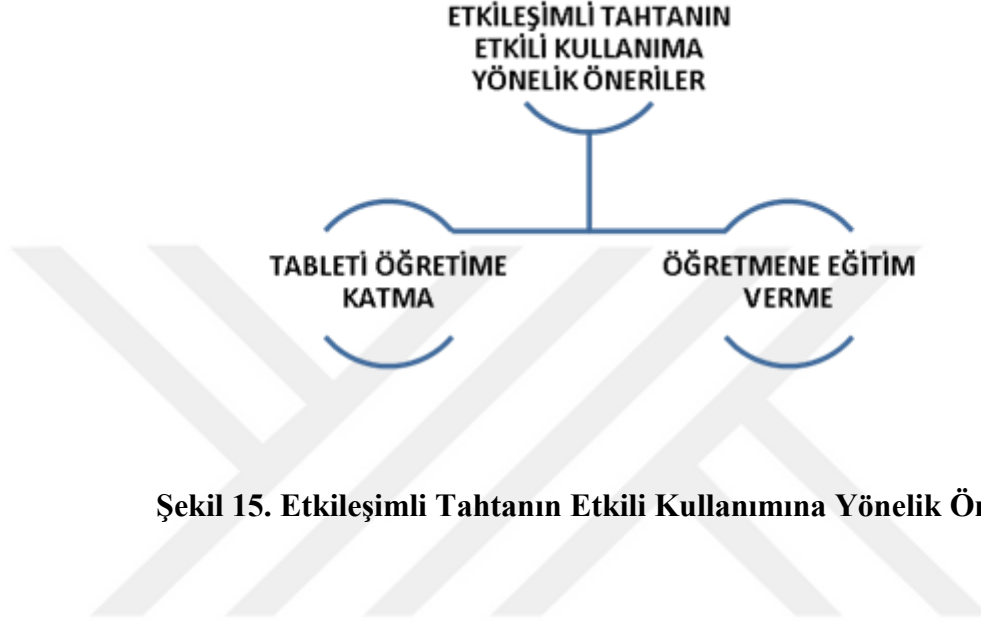 ETKİLEŞİMLİ TAHTANIN
ETKİLİ KULLANIMA
YÖNELİK ÖNERİLER
TABLETİ ÖĞRETİME
KATMA
ÖĞRETMENE EĞİTİM
VERME
Şekil 15. Etkileşimli Tahtanın Etkili Kullanımına Yönelik